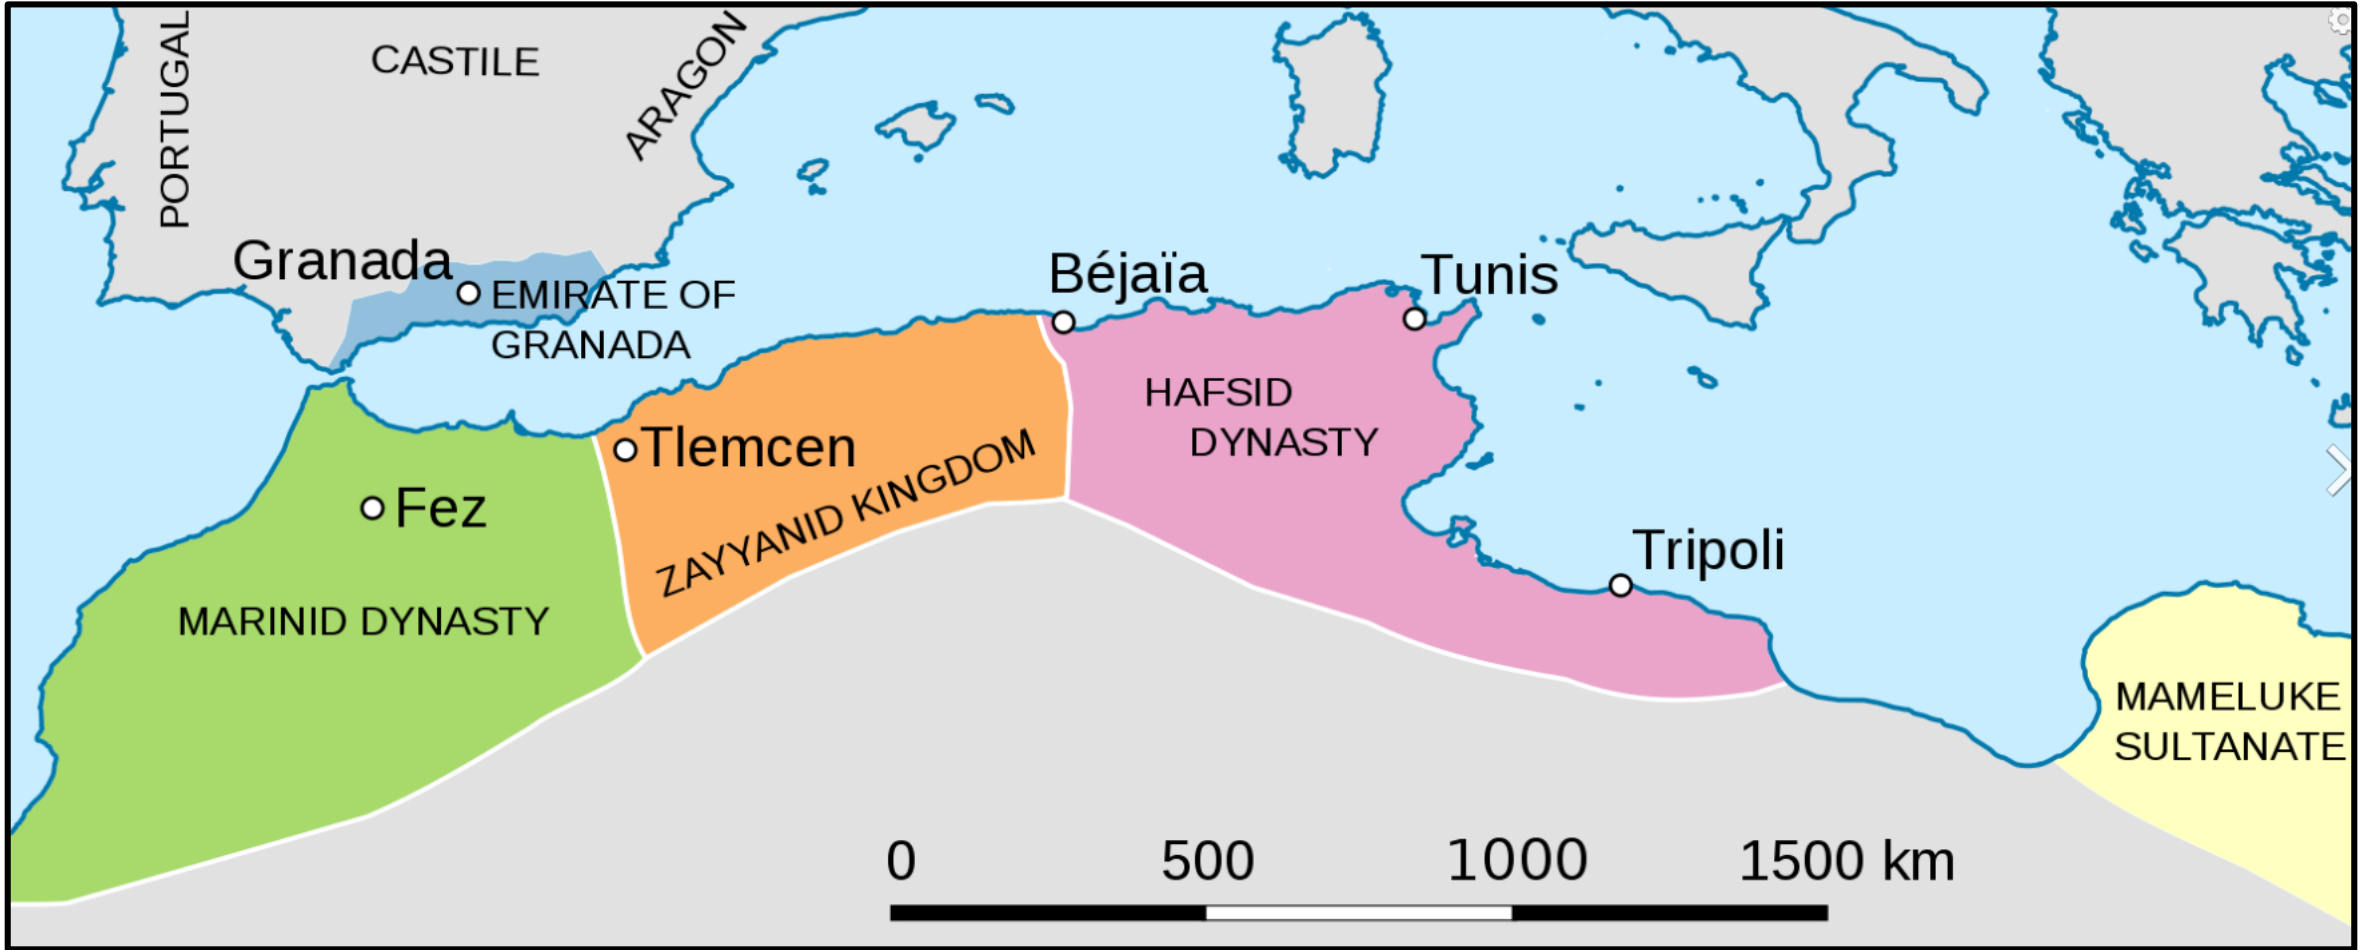 PORTUGAL
CASTILE
ARAGON
Granada
EMIRATE OF
GRANADA
Béjaïa
Tunis
HAFSID
DYNASTY
Tlemcen
ZAYYANID KINGDOM
Fez
MARINID DYNASTY
Tripoli
MAMELUKE
SULTANATE
0 500 1000 1500 km